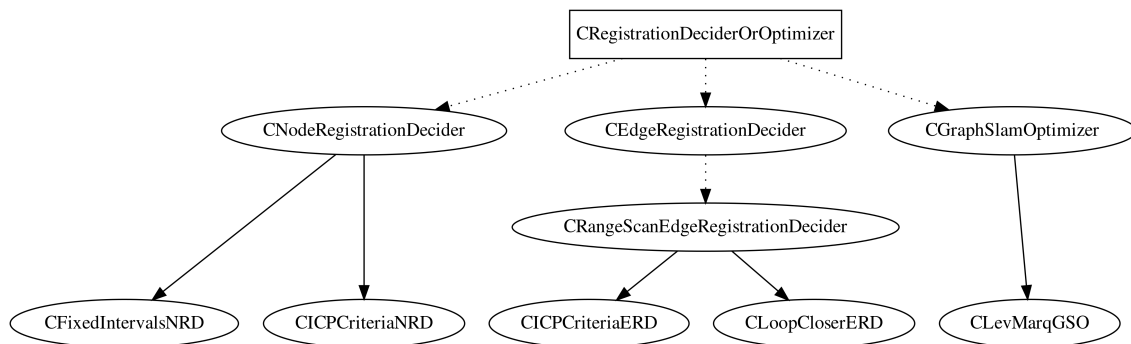 CRegistrationDeciderOrOptimizer
CNodeRegistrationDecider
CEdgeRegistrationDecider
CGraphSlamOptimizer
CRangeScanEdgeRegistrationDecider
CFixedIntervalsNRD
CICPCriteriaNRD
CICPCriteriaERD
CLoopCloserERD
CLevMarqGSO